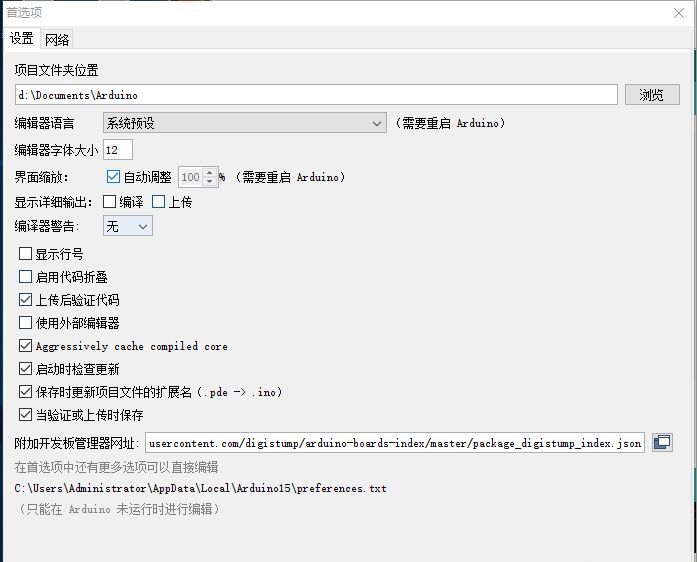 首选项
设置 网络
项目文件夹位置
d:\Documents\Arduino 浏览
编辑器语言 系统预设 （需要重启 Arduino）
编辑器字体大小 12
界面缩放： 自动调整 100 % （需要重启 Arduino）
显示详细输出： 编译 上传
编译器警告: 无
显示行号
启用代码折叠
上传后验证代码
使用外部编辑器
Aggressively cache compiled core
启动时检查更新
保存时更新项目文件的扩展名（.pde -> .ino）
当验证或上传时保存
附加开发板管理器网址: usercontent.com/digistump/arduino-boards-index/master/package_digistump_index.json
在首选项中还有更多选项可以直接编辑
C:\Users\Administrator\AppData\Local\Arduino15\preferences.txt
（只能在 Arduino 未运行时进行编辑）